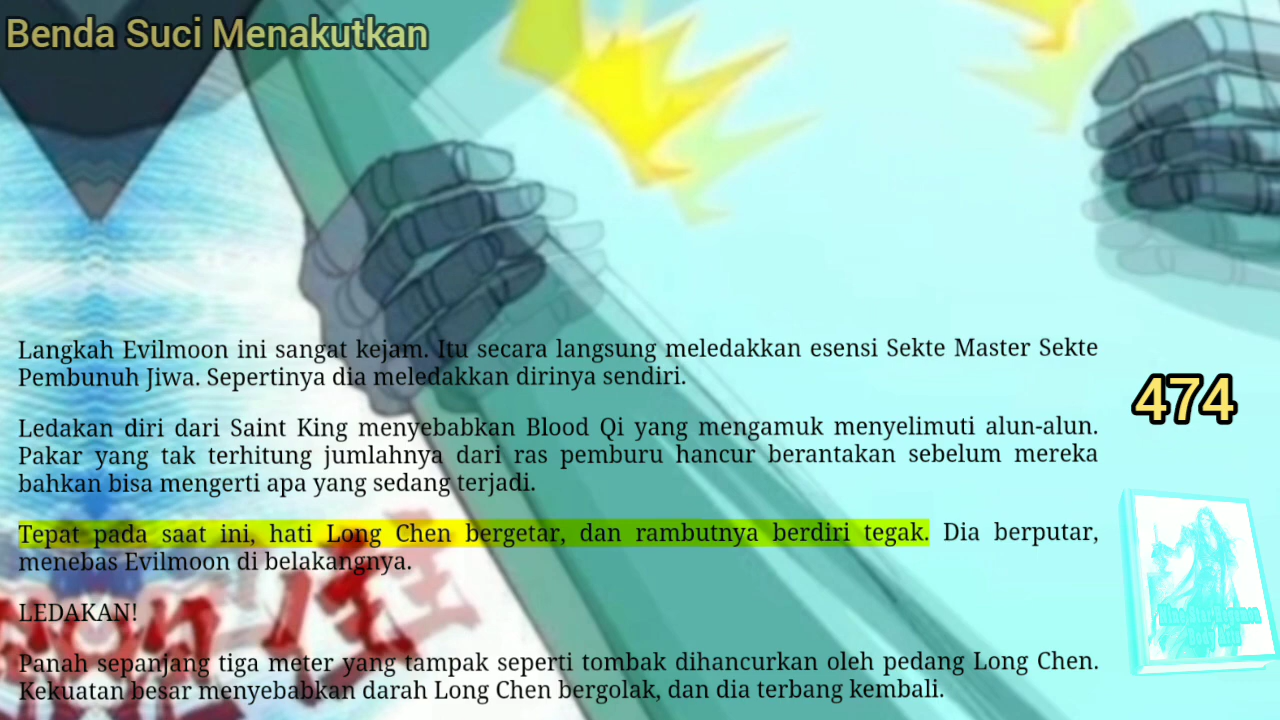 Benda Suci Menakutkan
Langkah Evilmoon ini sangat kejam. Itu secara langsung meledakkan esensi Sekte Master Sekte
Pembunuh Jiwa. Sepertinya dia meledakkan dirinya sendiri.
Ledakan diri dari Saint King menyebabkan Blood Qi yang mengamuk menyelimuti alun-alun.
Pakar yang tak terhitung jumlahnya dari ras pemburu hancur berantakan sebelum mereka
bahkan bisa mengerti apa yang sedang terjadi.
Tepat pada saat ini, hati Long Chen bergetar, dan rambutnya berdiri tegak. Dia berputar,
menebas Evilmoon di belakangnya.
LEDAKAN!
Panah sepanjang tiga meter yang tampak seperti tombak dihancurkan oleh pedang Long Chen.
Kekuatan besar menyebabkan darah Long Chen bergolak, dan dia terbang kembali.
474